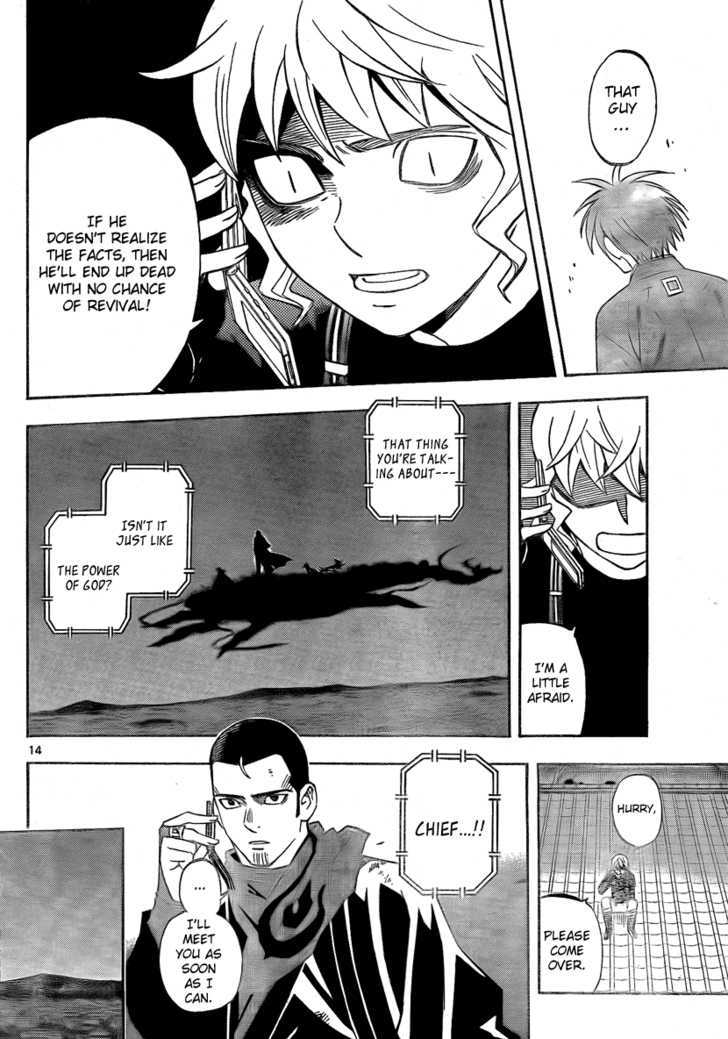 THAT
GUY
...
IF HE
DOESN'T REALIZE
THE FACTS, THEN
HE'LL END UP DEAD
WITH NO CHANCE
OF REVIVAL!
I'M A
LITTLE
AFRAID.
THAT THING
YOU'RE TALK-
ING ABOUT---
ISN'T IT
JUST LIKE
THE POWER
OF GOD?
14
HURRY,
PLEASE
COME
OVER.
CHIEF...!!
...
I'LL
MEET
YOU AS
SOON
AS I
CAN.